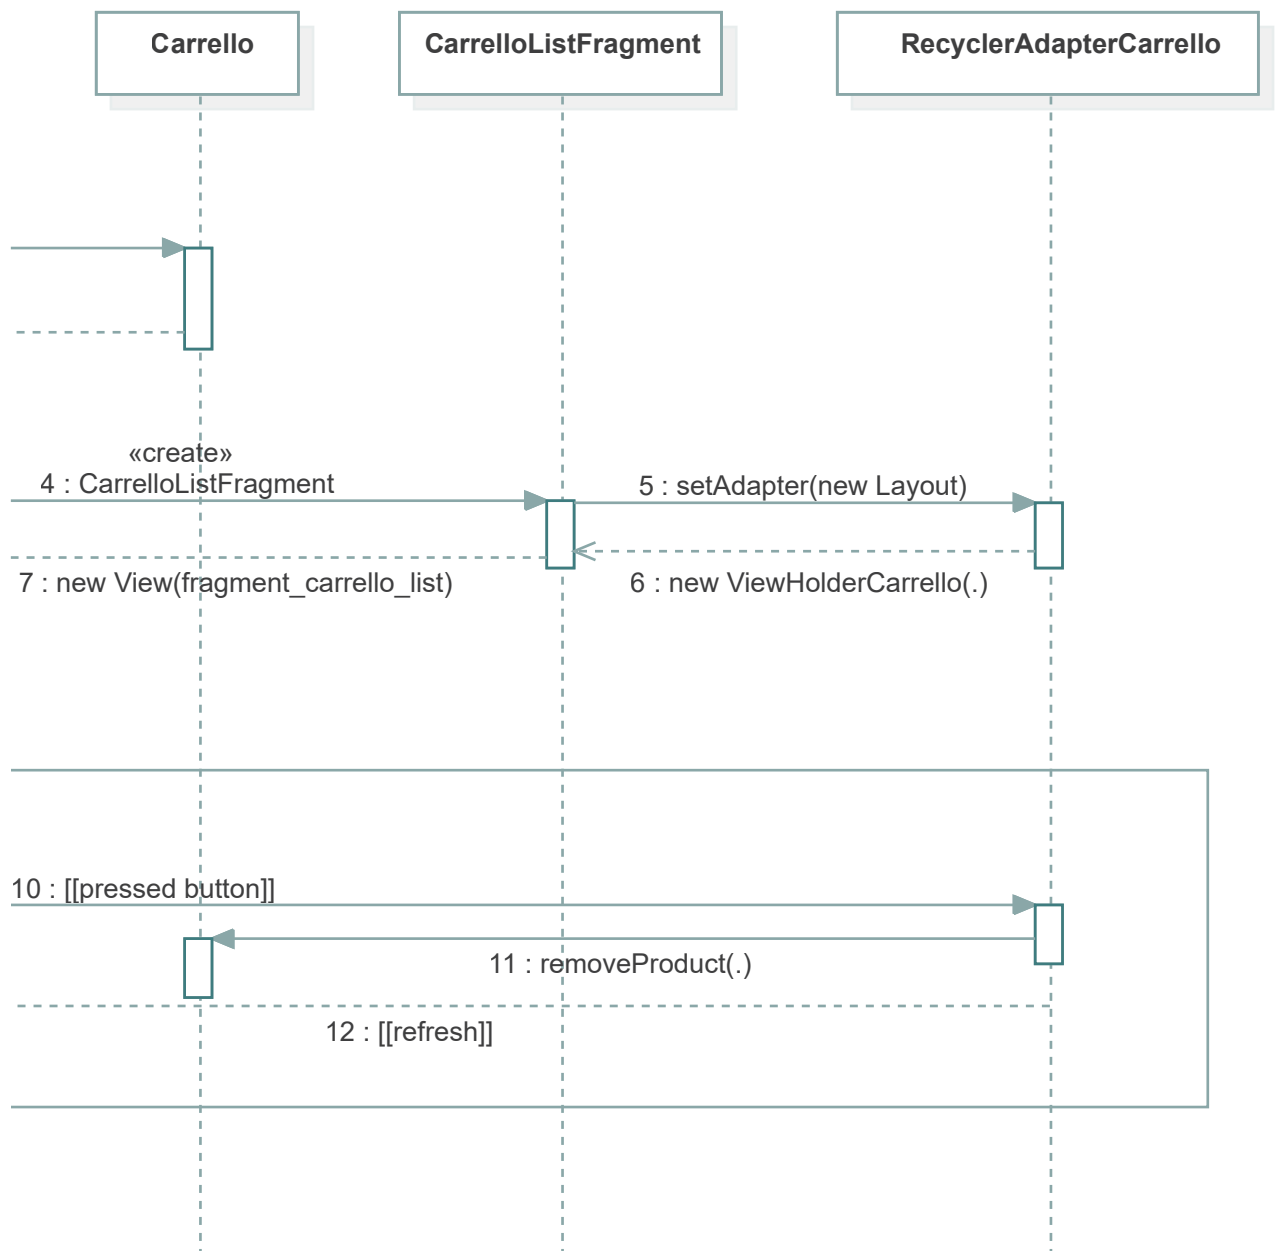 Carrello
CarrelloListFragment
RecyclerAdapterCarrello
«create»
4 : CarrelloListFragment
5 : setAdapter(new Layout)
7 : new View(fragment_carrello_list)
6 : new ViewHolderCarrello(.)
10 : [[pressed button]]
11 : removeProduct(.)
12 : [[refresh]]